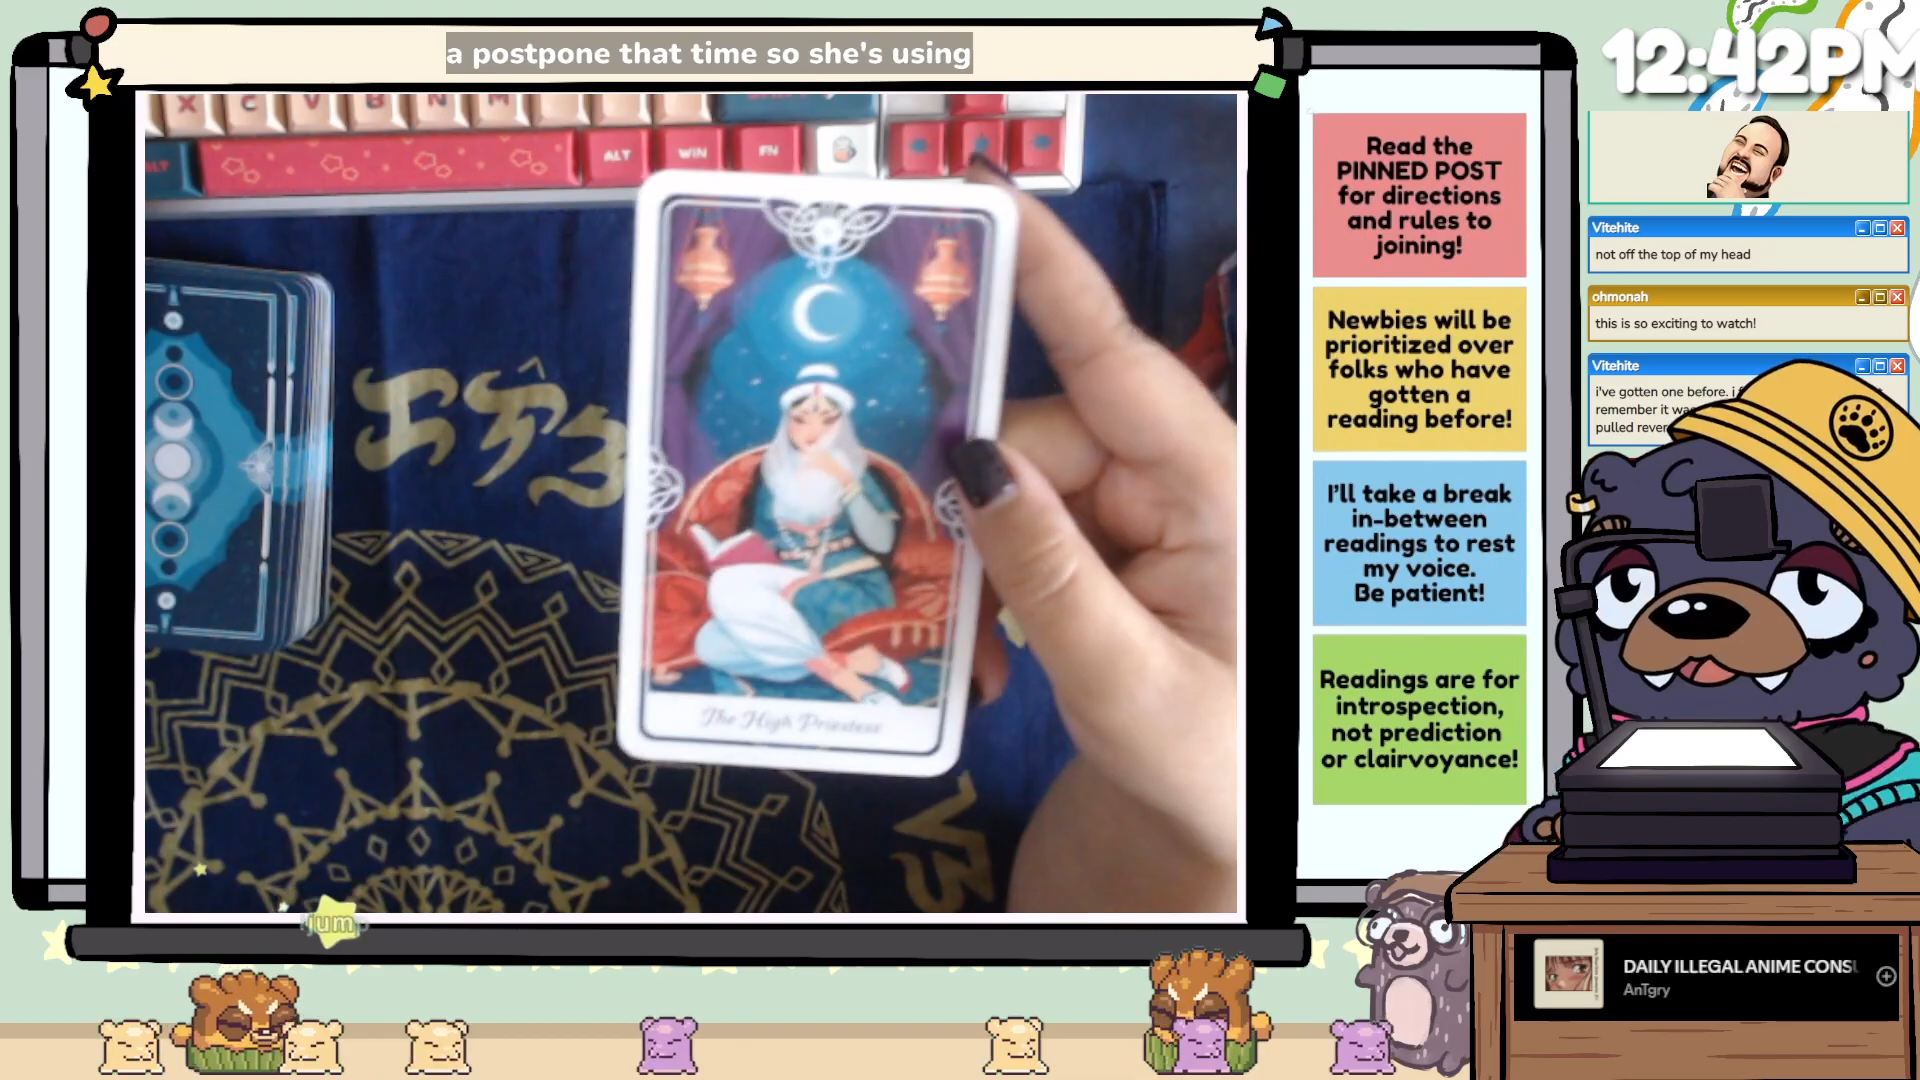 a postpone that time so she's using
12:42PM
X C V B N M
ALT ALT WIN FN
The High Priestess
Read the
PINNED POST
for directions
and rules to
joining!
Newbies will be
prioritized over
folks who have
gotten a
reading before!
I'll take a break
in-between
readings to rest
my voice.
Be patient!
Readings are for
introspection,
not prediction
or clairvoyance!
Vitehite
not off the top of my head
ohmonah
this is so exciting to watch!
Vitehite
i've gotten one before. i
remember it
pulled
jump
DAILY ILLEGAL ANIME
AnTgry